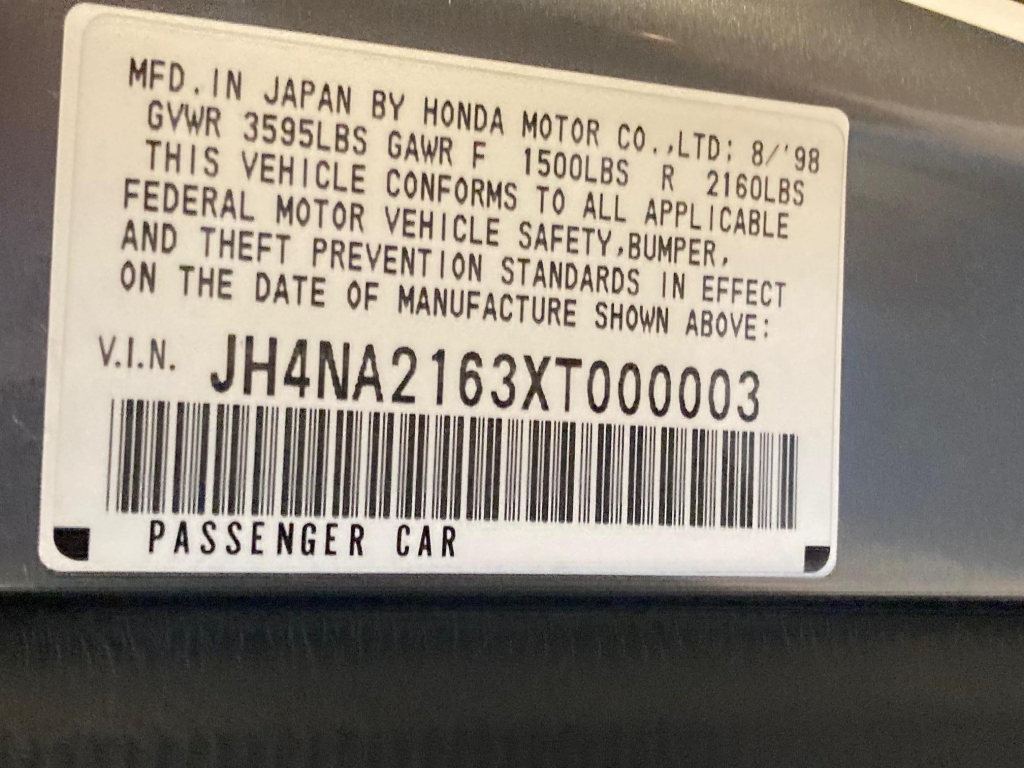 MFD. IN JAPAN BY HONDA MOTOR CO.,LTD; 8/'98
GVWR 3595LBS GAWR F 1500LBS R 2160LBS
THIS VEHICLE CONFORMS TO ALL APPLICABLE
FEDERAL MOTOR VEHICLE SAFETY,BUMPER,
AND THEFT PREVENTION STANDARDS IN EFFECT
ON THE DATE OF MANUFACTURE SHOWN ABOVE:
V.I.N. JH4NA2163XT000003
PASSENGER CAR